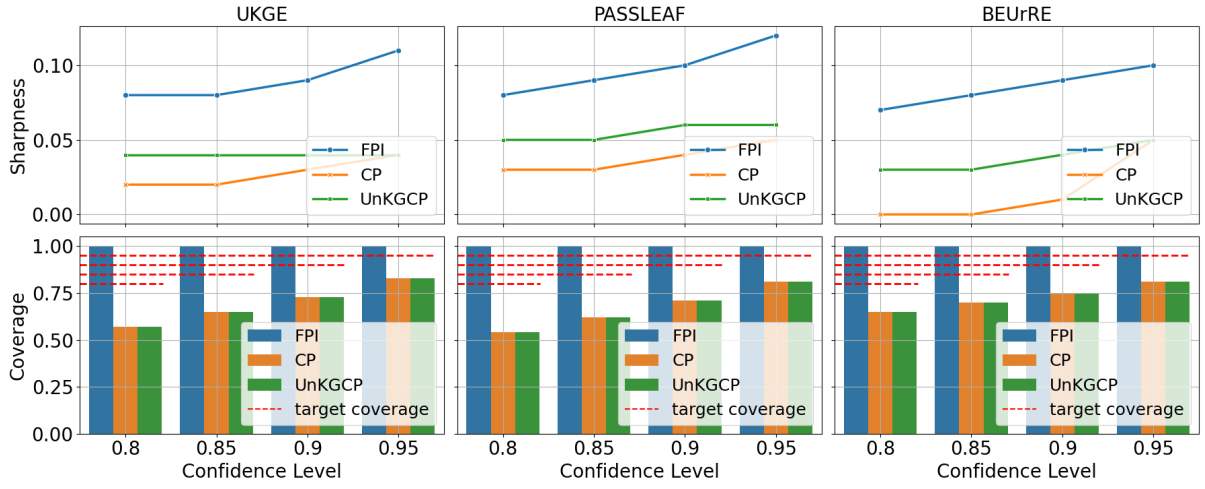 UKGE
PASSLEAF
BEUrRE
Sharpness
0.10
0.05
0.00
FPI
CP
UnKGCP
FPI
CP
UnKGCP
FPI
CP
UnKGCP
Coverage
1.00
0.75
0.50
0.25
0.00
FPI
CP
UnKGCP
target coverage
FPI
CP
UnKGCP
target coverage
FPI
CP
UnKGCP
target coverage
0.8 0.85 0.9 0.95
0.8 0.85 0.9 0.95
0.8 0.85 0.9 0.95
Confidence Level
Confidence Level
Confidence Level